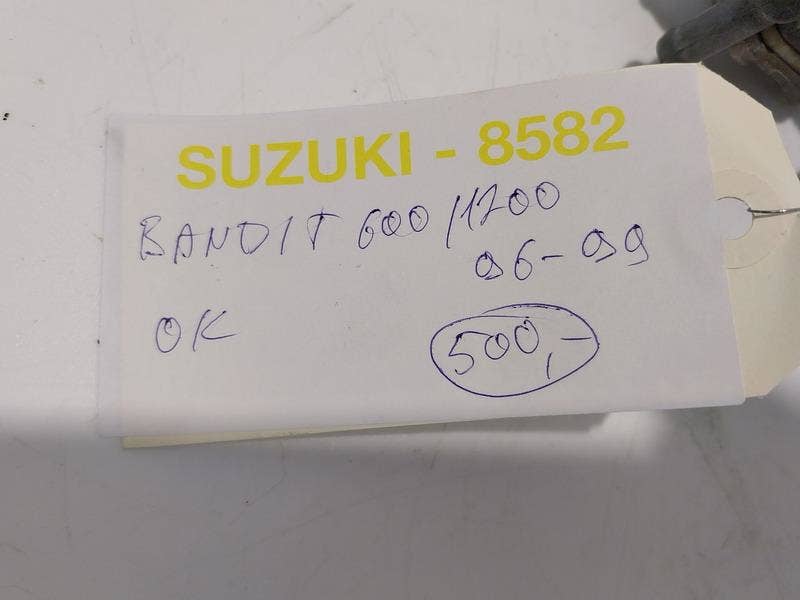 SUZUKI - 8582
BANDIT 600/1200
96-99
OK
500,-